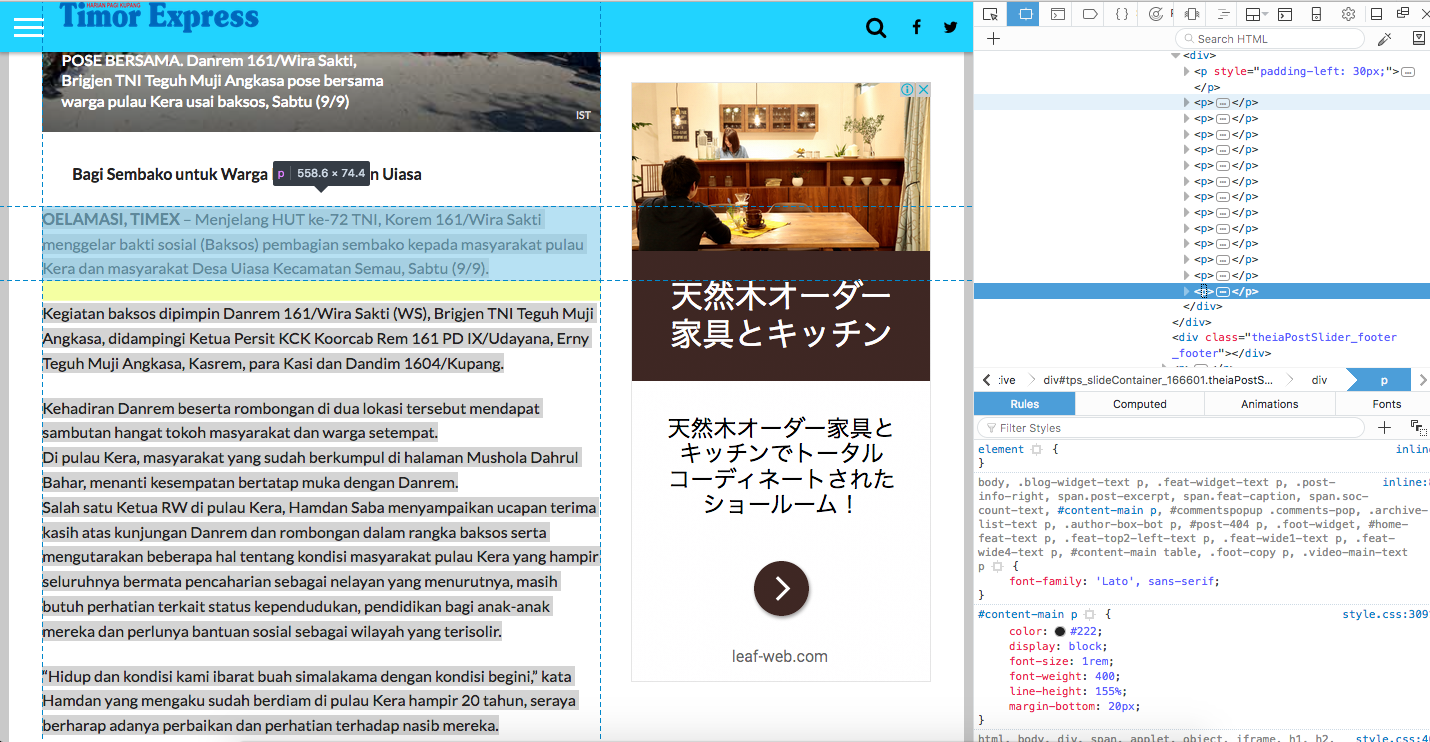 HARIAN PAGI KUPANG
Timor Express
POSE BERSAMA. Danrem 161/Wira Sakti,
Brigjen TNI Teguh Muji Angkasa pose bersama
warga pulau Kera usai baksos, Sabtu (9/9)
IST
Bagi Sembako untuk Warga
n Uiasa
p 558.6 × 74.4
OELAMASI, TIMEX – Menjelang HUT ke-72 TNI, Korem 161/Wira Sakti
menggelar bakti sosial (Baksos) pembagian sembako kepada masyarakat pulau
Kera dan masyarakat Desa Uiasa Kecamatan Semau, Sabtu (9/9).
Kegiatan baksos dipimpin Danrem 161/Wira Sakti (WS), Brigjen TNI Teguh Muji
Angkasa, didampingi Ketua Persit KCK Koorcab Rem 161 PD IX/Udayana, Erny
Teguh Muji Angkasa, Kasrem, para Kasi dan Dandim 1604/Kupang.
Kehadiran Danrem beserta rombongan di dua lokasi tersebut mendapat
sambutan hangat tokoh masyarakat dan warga setempat.
Di pulau Kera, masyarakat yang sudah berkumpul di halaman Mushola Dahrul
Bahar, menanti kesempatan bertatap muka dengan Danrem.
Salah satu Ketua RW di pulau Kera, Hamdan Saba menyampaikan ucapan terima
kasih atas kunjungan Danrem dan rombongan dalam rangka baksos serta
mengutarakan beberapa hal tentang kondisi masyarakat pulau Kera yang hampir
seluruhnya bermata pencaharian sebagai nelayan yang menurutnya, masih
butuh perhatian terkait status kependudukan, pendidikan bagi anak-anak
mereka dan perlunya bantuan sosial sebagai wilayah yang terisolir.
“Hidup dan kondisi kami ibarat buah simalakama dengan kondisi begini,” kata
Hamdan yang mengaku sudah berdiam di pulau Kera hampir 20 tahun, seraya
berharap adanya perbaikan dan perhatian terhadap nasib mereka.
天然木オーダー
家具とキッチン
天然木オーダー家具と
キッチンでトータル
コーディネートされた
ショールーム！
leaf-web.com
Search HTML
<div>
<p style="padding-left: 30px;">
</p>
<p></p>
<p></p>
<p></p>
<p></p>
<p></p>
<p></p>
<p></p>
<p></p>
<p></p>
<p></p>
<p></p>
<p></p>
<p></p>
</div>
</div>
<div class="theiaPostSlider_footer
_footer"></div>
:ive
div#tps_slideContainer_166601.theiaPostS...
div
p
Rules
Computed
Animations
Fonts
Filter Styles
element {
inline
}
body, .blog-widget-text p, .feat-widget-text p, .post-
inline:
info-right, span.post-excerpt, span.feat-caption, span.soc-
count-text, #content-main p, #commentspopup .comments-pop, .archive-
list-text p, .author-box-bot p, #post-404 p, .foot-widget, #home-
feat-text p, .feat-top2-left-text p, .feat-wide1-text p, .feat-
wide4-text p, #content-main table, .foot-copy p, .video-main-text
p {
font-family: 'Lato', sans-serif;
}
#content-main p {
style.css:309
color: #222;
display: block;
font-size: 1rem;
font-weight: 400;
line-height: 155%;
margin-bottom: 20px;
}
html, body, div, span, applet, object, iframe, h1, h2,